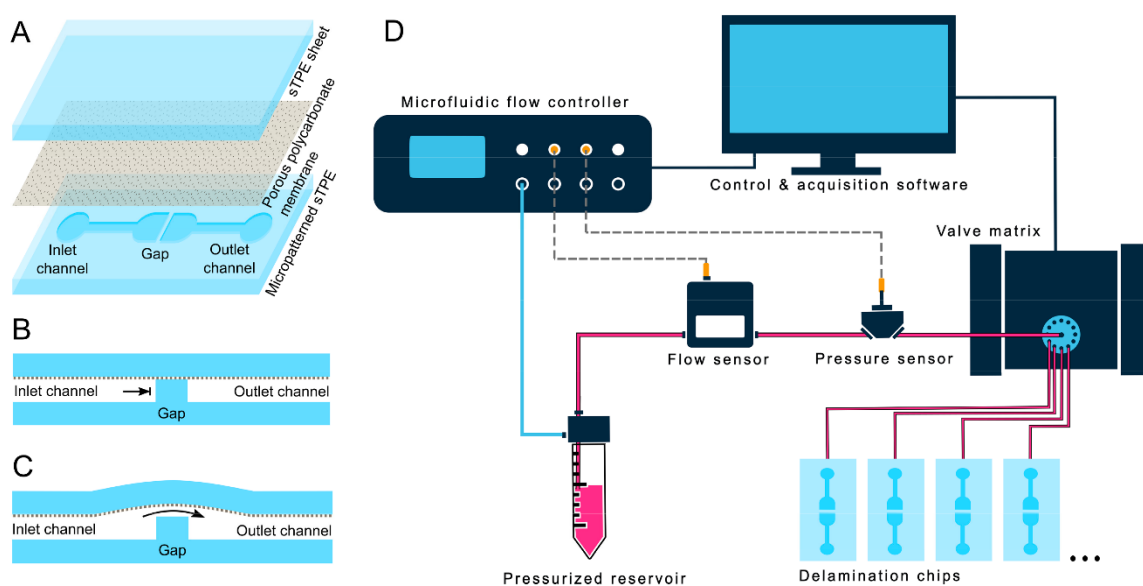 A
sTPE sheet
Porous polycarbonate
membrane
Micropatterned sTPE
Inlet
channel
Gap
Outlet
channel
B
Inlet channel
Outlet channel
Gap
C
Inlet channel
Outlet channel
Gap
D
Microfluidic flow controller
Control & acquisition software
Valve matrix
Flow sensor
Pressure sensor
Pressurized reservoir
Delamination chips
...